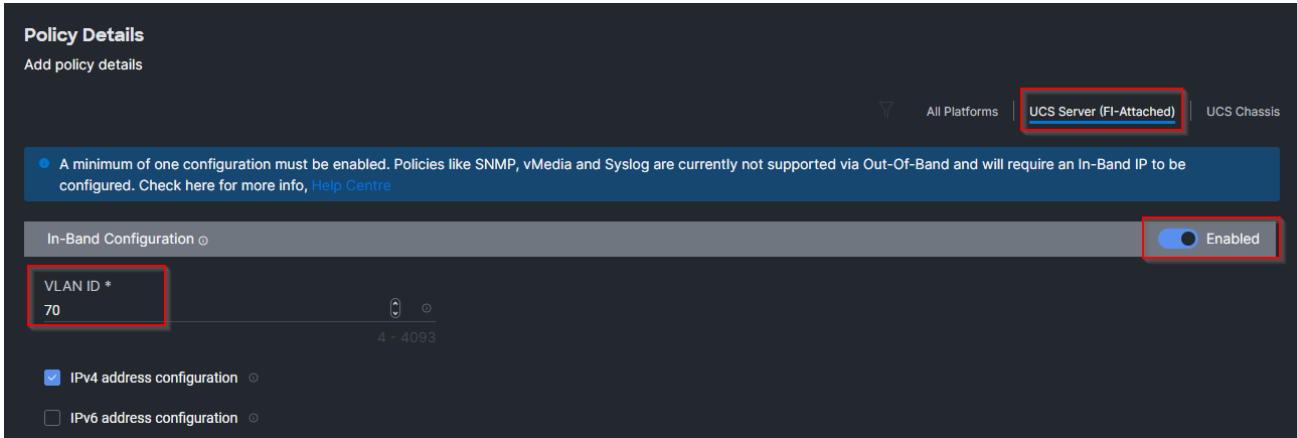 Policy Details
Add policy details
All Platforms
UCS Server (FI-Attached)
UCS Chassis
A minimum of one configuration must be enabled. Policies like SNMP, vMedia and Syslog are currently not supported via Out-Of-Band and will require an In-Band IP to be
configured. Check here for more info, Help Centre
In-Band Configuration
Enabled
VLAN ID *
70
4 - 4093
IPv4 address configuration
IPv6 address configuration